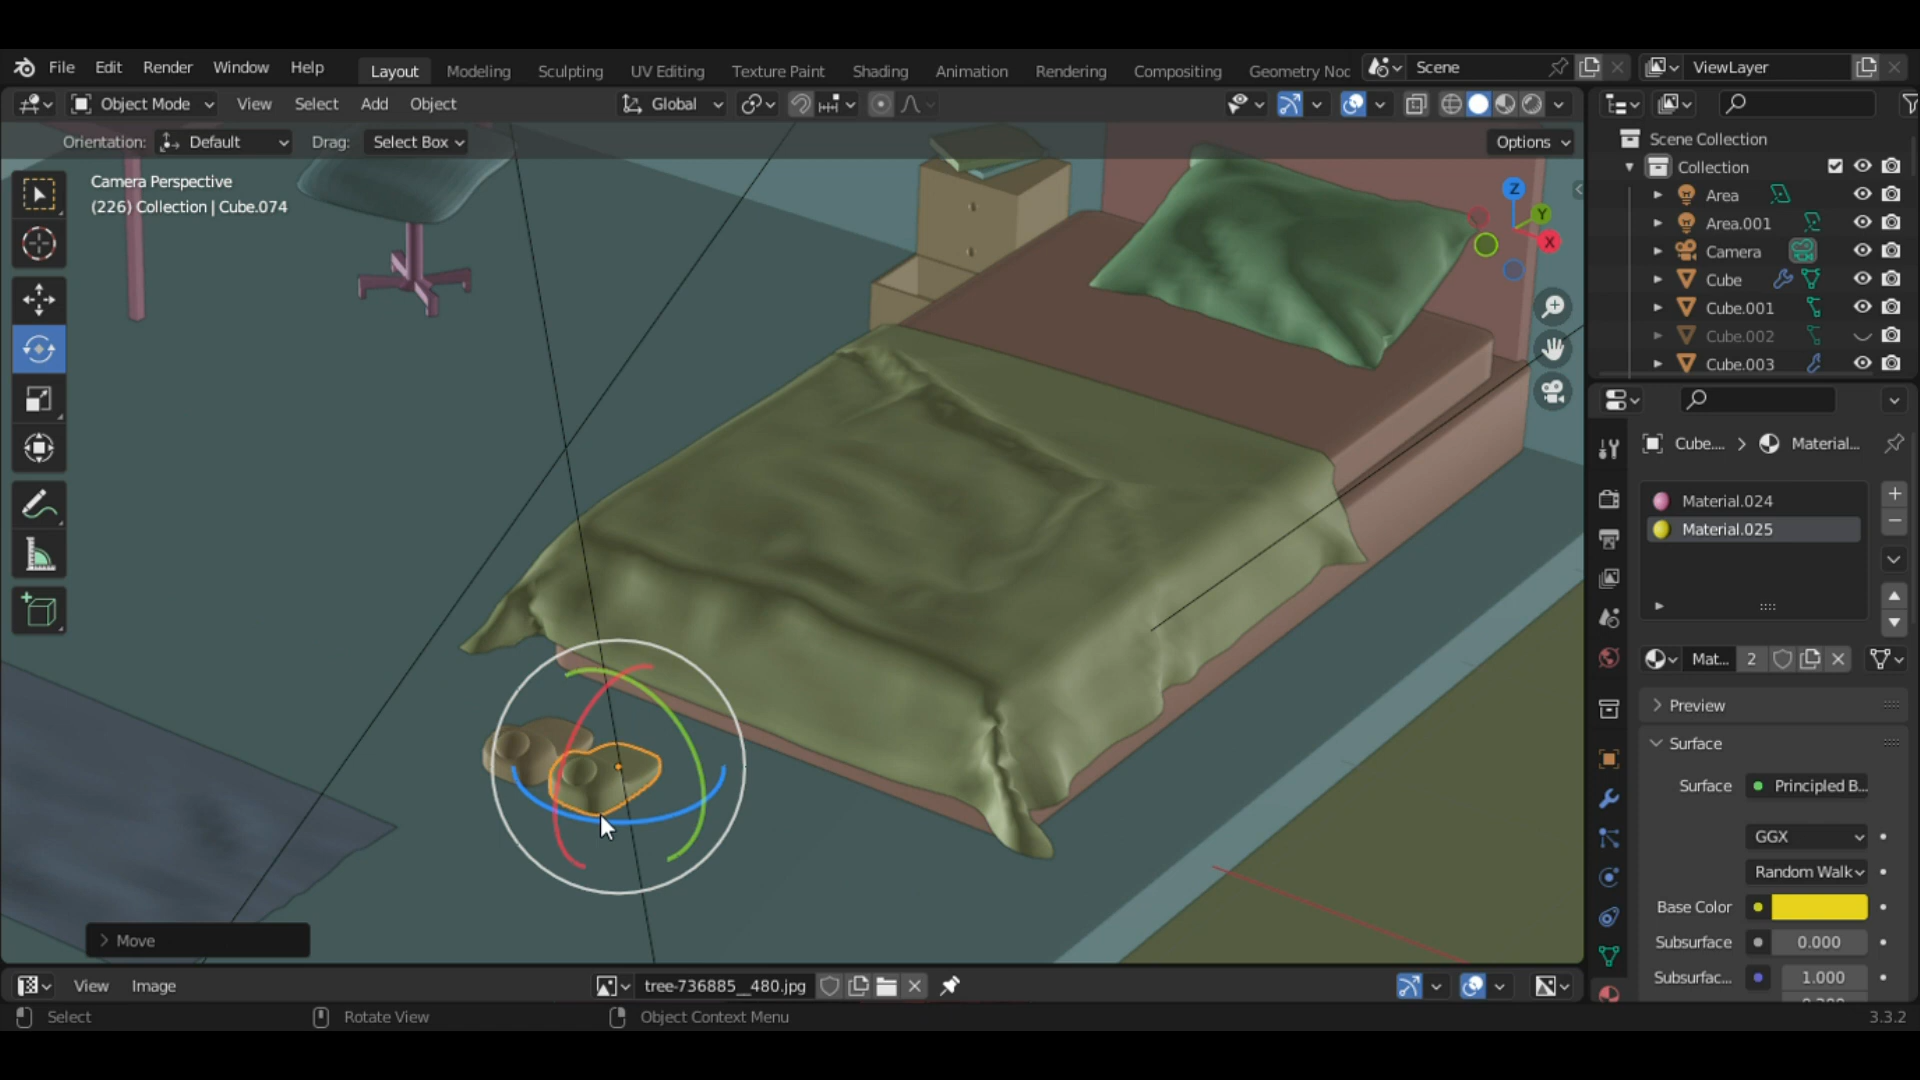 File Edit Render Window Help Layout Modeling Sculpting UV Editing Texture Paint Shading Animation Rendering Compositing Geometry Noc Scene ViewLayer
Object Mode View Select Add Object Global
Orientation: Default Drag: Select Box Options
Camera Perspective
(226) Collection | Cube.074
Z
Y
X
Scene Collection
Collection
Area
Area.001
Camera
Cube
Cube.001
Cube.002
Cube.003
Cube.... Material...
Material.024
Material.025
Mat... 2
Preview
Surface
Surface Principled B...
GGX
Random Walk
Base Color
Subsurface 0.000
Subsurfac... 1.000
Move
View Image tree-736885__480.jpg
Select Rotate View Object Context Menu 3.3.2